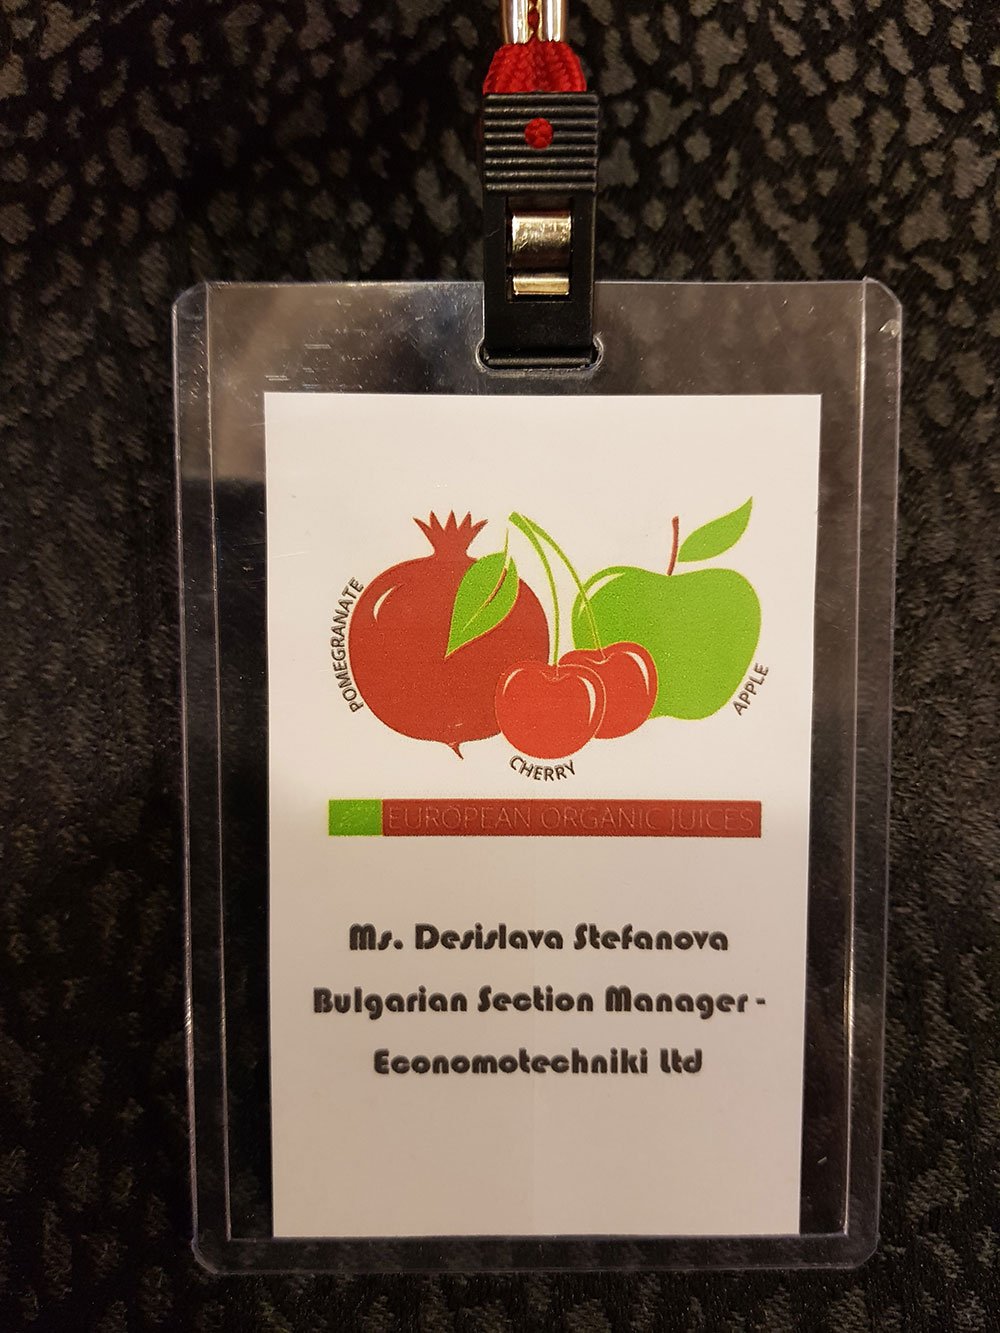 POMEGRANATE
APPLE
CHERRY
EUROPEAN ORGANIC JUICES
Ms. Desislava Stefanova
Bulgarian Section Manager -
Economotechniki Ltd